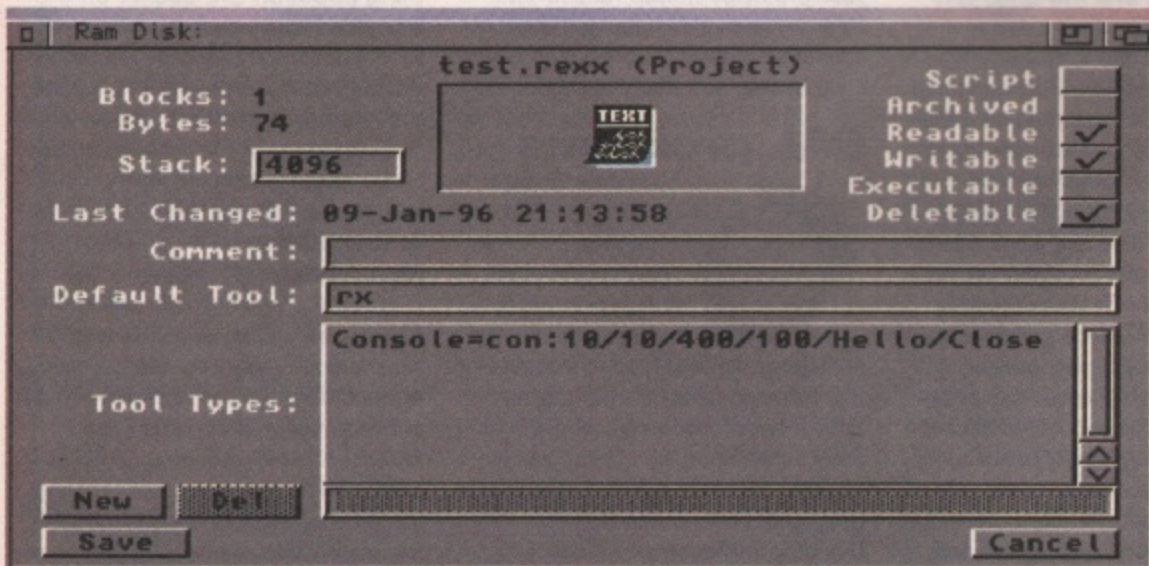 Ram Disk:
test.rexx (Project)
Blocks: 1
Bytes: 74
Stack: 4096
TEXT
Script
Archived
Readable
Writable
Executable
Deletable
Last Changed: 09-Jan-96 21:13:58
Comment:
Default Tool: rx
Console=con:10/10/400/100/Hello/Close
Tool Types:
New
Del
Save
Cancel